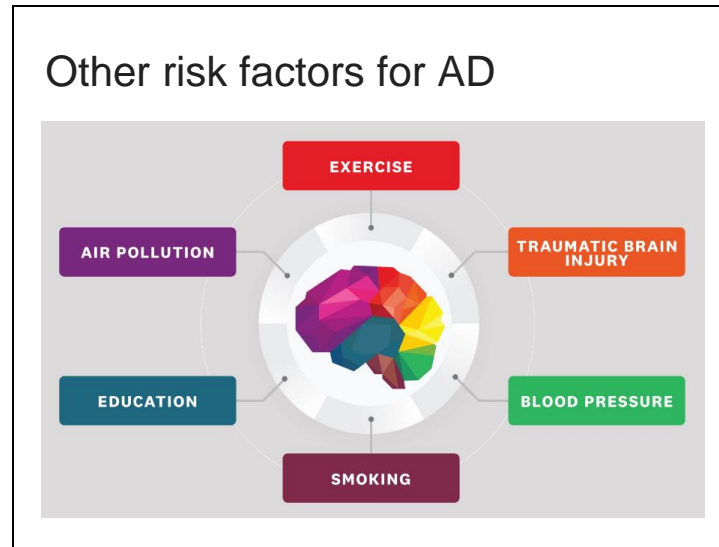 Other risk factors for AD
EXERCISE
AIR POLLUTION
TRAUMATIC BRAIN
INJURY
EDUCATION
BLOOD PRESSURE
SMOKING